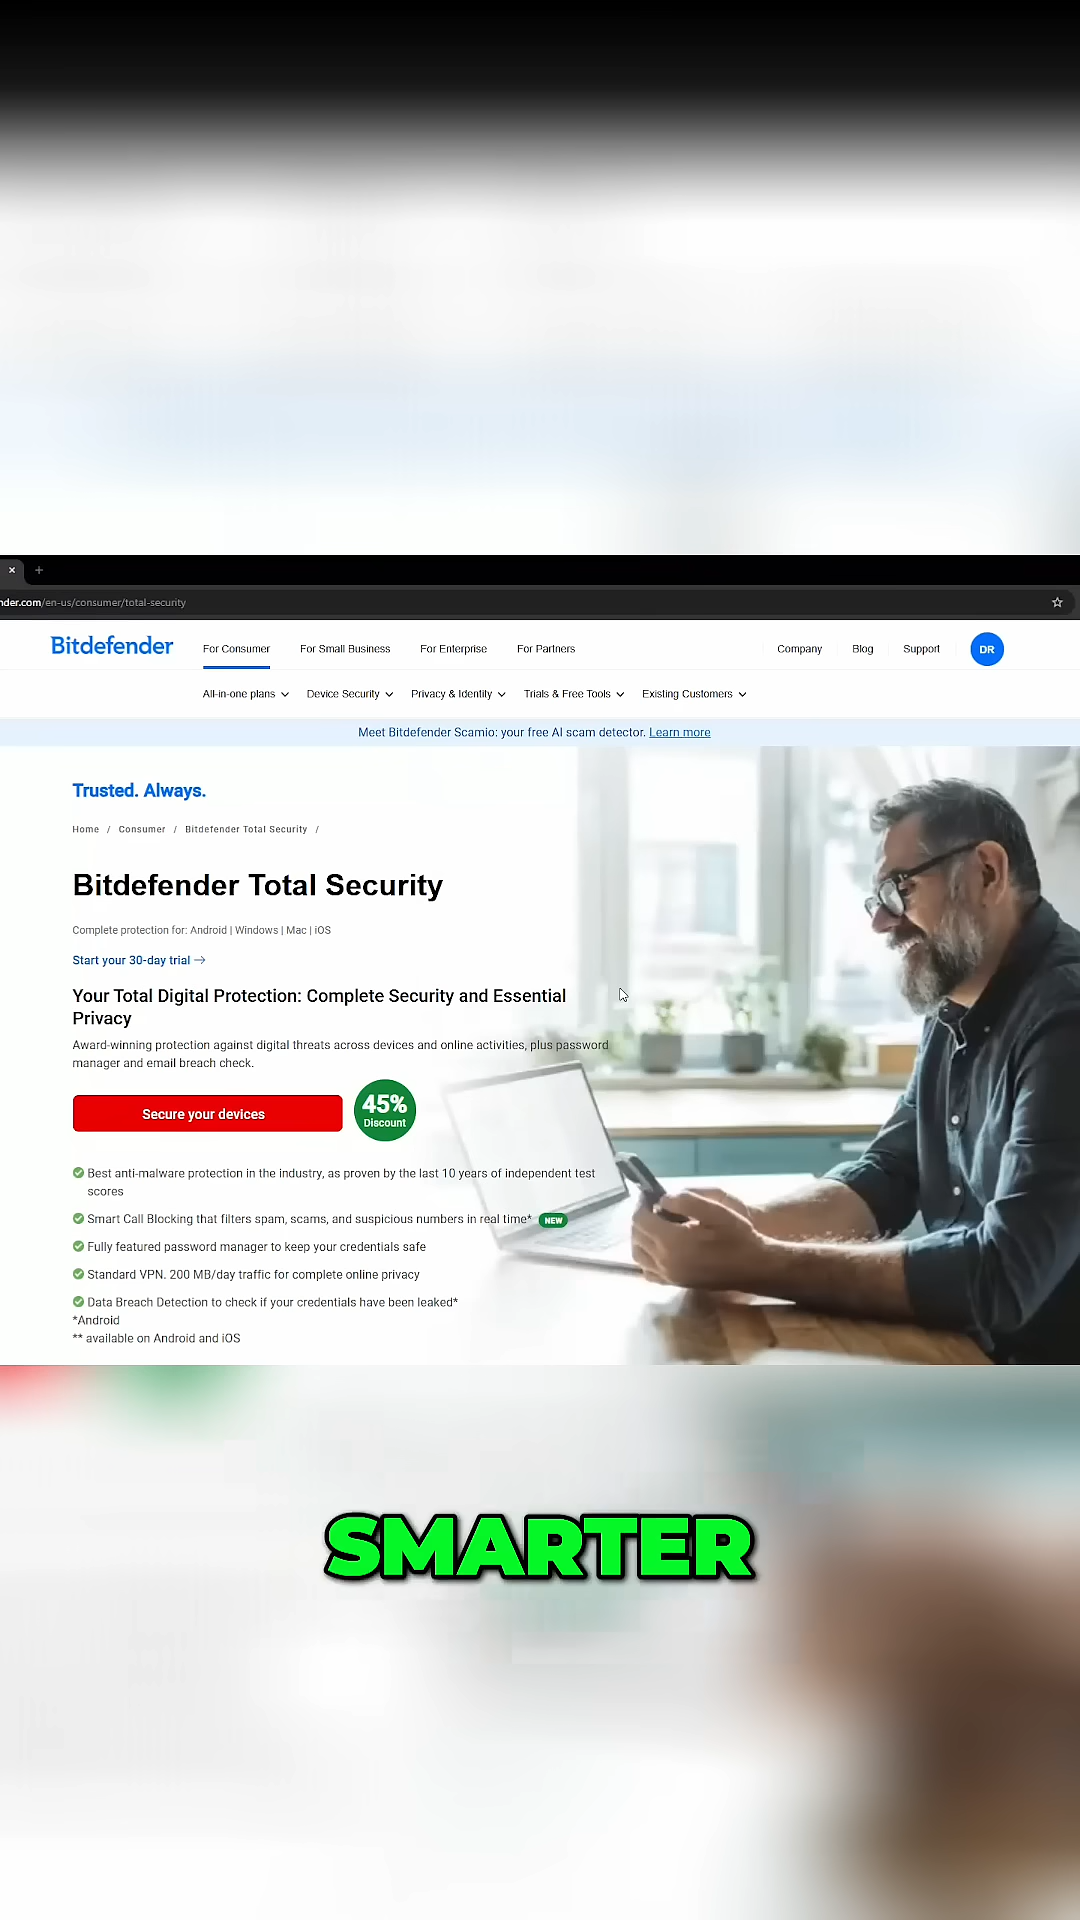 nder.com/en-us/consumer/total-security
Bitdefender
For Consumer
For Small Business
For Enterprise
For Partners
Company
Blog
Support
DR
All-in-one plans
Device Security
Privacy & Identity
Trials & Free Tools
Existing Customers
Meet Bitdefender Scamio: your free AI scam detector. Learn more
Trusted. Always.
Home / Consumer / Bitdefender Total Security /
Bitdefender Total Security
Complete protection for: Android | Windows | Mac | iOS
Start your 30-day trial →
Your Total Digital Protection: Complete Security and Essential
Privacy
Award-winning protection against digital threats across devices and online activities, plus password
manager and email breach check.
Secure your devices
45%
Discount
Best anti-malware protection in the industry, as proven by the last 10 years of independent test
scores
Smart Call Blocking that filters spam, scams, and suspicious numbers in real time* NEW
Fully featured password manager to keep your credentials safe
Standard VPN. 200 MB/day traffic for complete online privacy
Data Breach Detection to check if your credentials have been leaked*
*Android
** available on Android and iOS
SMARTER